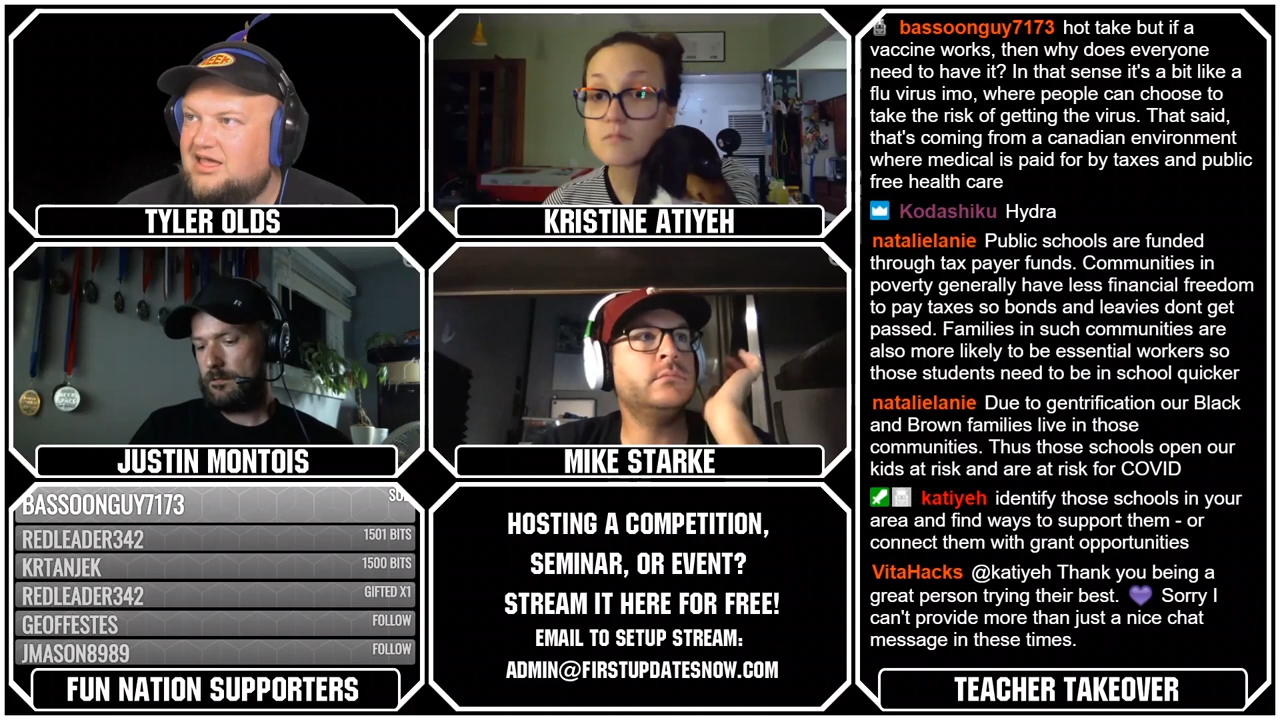 GEEK
TYLER OLDS
KRISTINE ATIYEH
JUSTIN MONTOIS
MIKE STARKE
BASSOONGUY7173
REDLEADER342 1501 BITS
KRTANJEK 1500 BITS
REDLEADER342 GIFTED X1
GEOFFESTES FOLLOW
JMASON8989 FOLLOW
FUN NATION SUPPORTERS
HOSTING A COMPETITION,
SEMINAR, OR EVENT?
STREAM IT HERE FOR FREE!
EMAIL TO SETUP STREAM:
ADMIN@FIRSTUPDATESNOW.COM
bassoonguy7173 hot take but if a
vaccine works, then why does everyone
need to have it? In that sense it's a bit like a
flu virus imo, where people can choose to
take the risk of getting the virus. That said,
that's coming from a canadian environment
where medical is paid for by taxes and public
free health care
Kodashiku Hydra
natalielanie Public schools are funded
through tax payer funds. Communities in
poverty generally have less financial freedom
to pay taxes so bonds and leavies dont get
passed. Families in such communities are
also more likely to be essential workers so
those students need to be in school quicker
natalielanie Due to gentrification our Black
and Brown families live in those
communities. Thus those schools open our
kids at risk and are at risk for COVID
katiyeh identify those schools in your
area and find ways to support them - or
connect them with grant opportunities
VitaHacks @katiyeh Thank you being a
great person trying their best. 💜 Sorry I
can't provide more than just a nice chat
message in these times.
TEACHER TAKEOVER